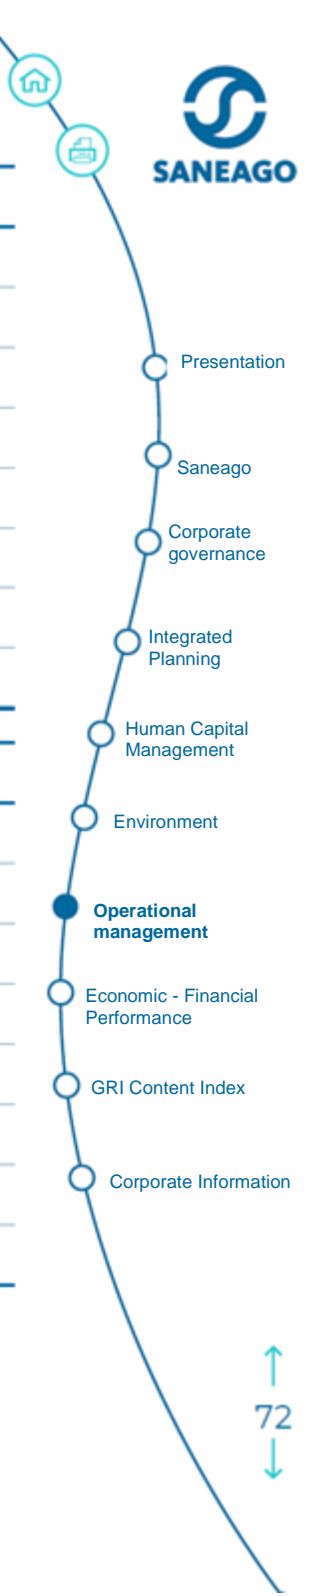 SANEAGO
Presentation
Saneago
Corporate
governance
Integrated
Planning
Human Capital
Management
Environment
Operational
management
Economic - Financial
Performance
GRI Content Index
Corporate Information
72